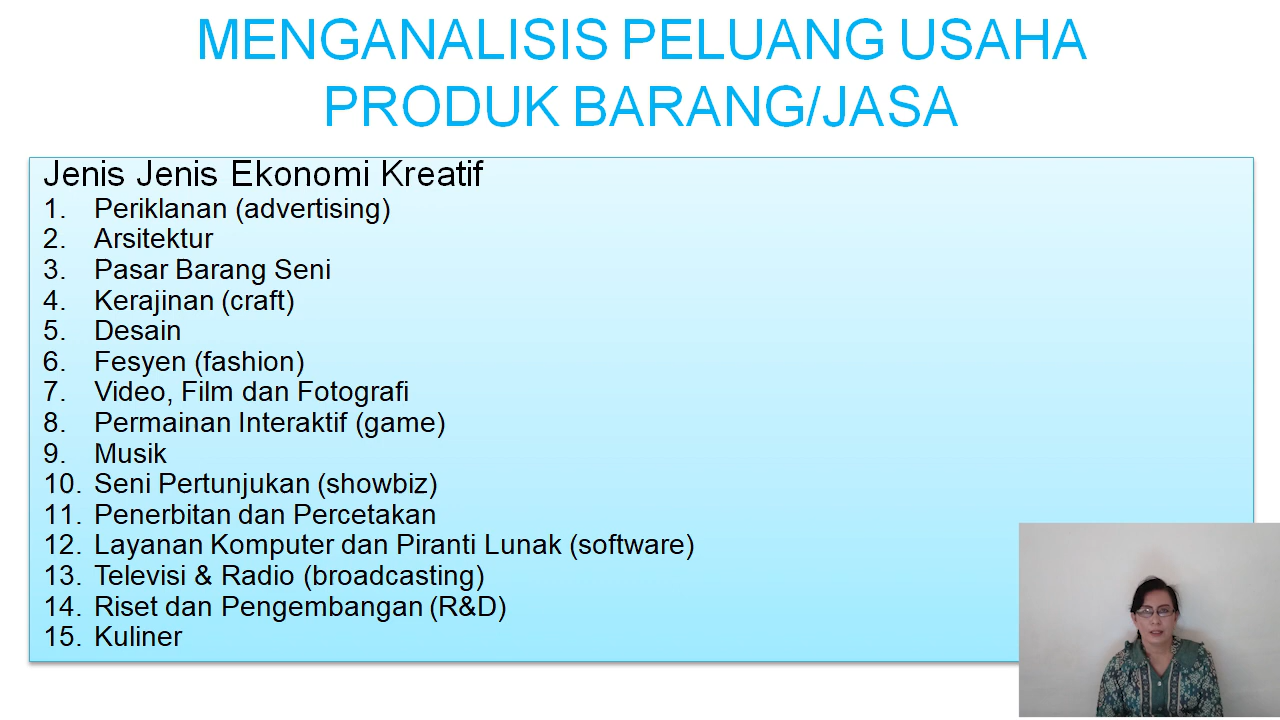 MENGANALISIS PELUANG USAHA
PRODUK BARANG/JASA
Jenis Jenis Ekonomi Kreatif
1. Periklanan (advertising)
2. Arsitektur
3. Pasar Barang Seni
4. Kerajinan (craft)
5. Desain
6. Fesyen (fashion)
7. Video, Film dan Fotografi
8. Permainan Interaktif (game)
9. Musik
10. Seni Pertunjukan (showbiz)
11. Penerbitan dan Percetakan
12. Layanan Komputer dan Piranti Lunak (software)
13. Televisi & Radio (broadcasting)
14. Riset dan Pengembangan (R&D)
15. Kuliner